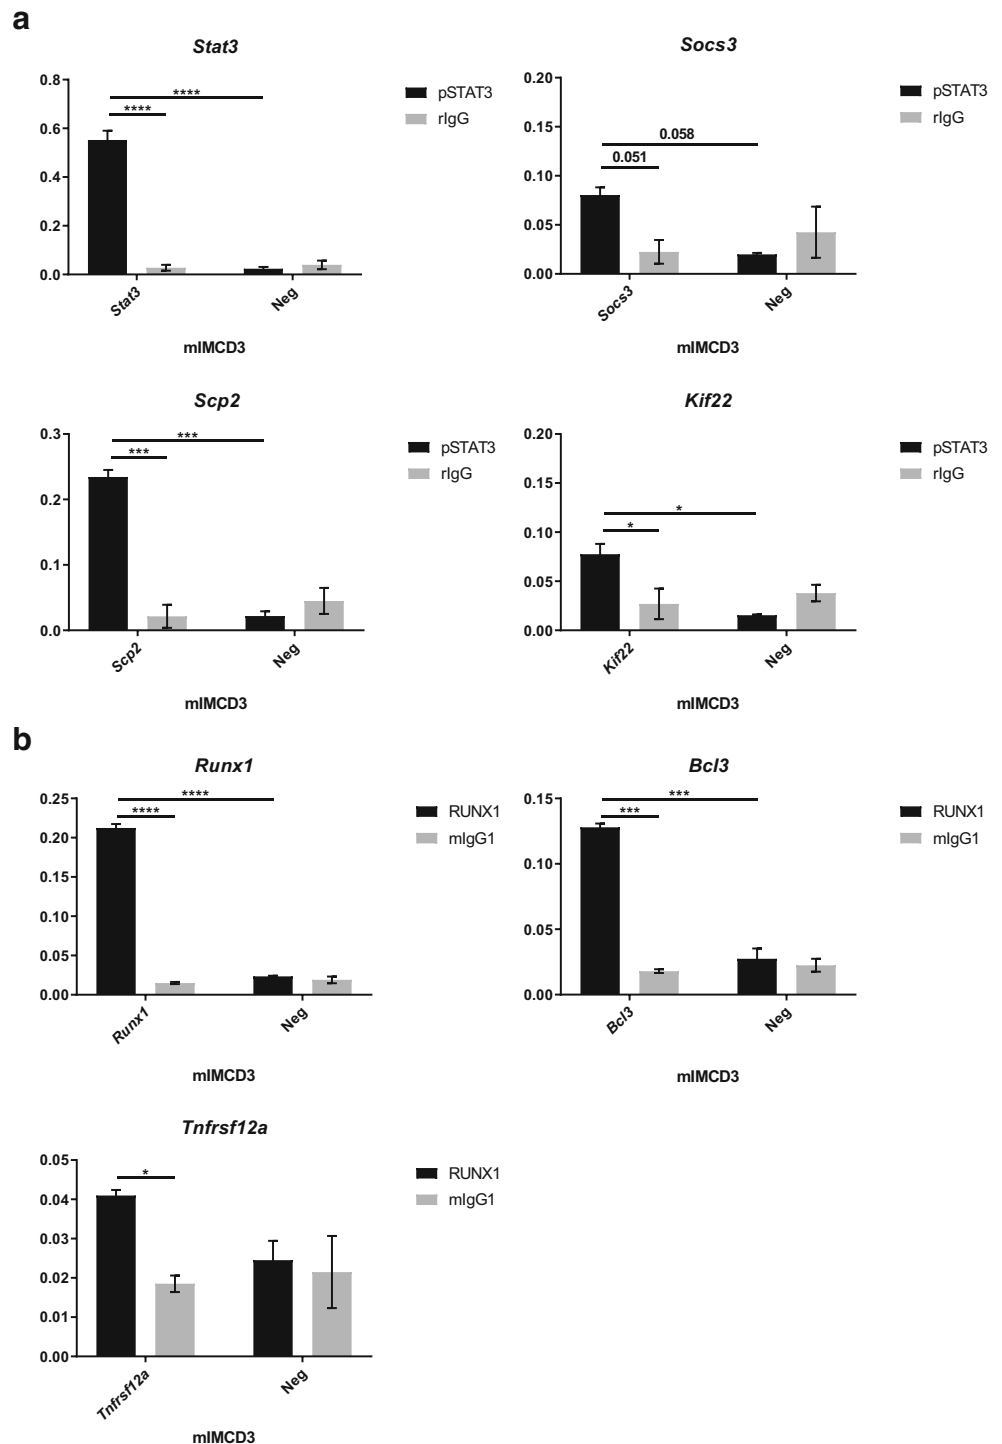 a
Stat3
0.8
0.6
0.4
0.2
0.0
****
****
pSTAT3
rIgG
Stat3
Neg
mIMCD3
Socs3
0.20
0.15
0.10
0.05
0.00
0.058
0.051
pSTAT3
rIgG
Socs3
Neg
mIMCD3
Scp2
0.3
0.2
0.1
0.0
***
***
pSTAT3
rIgG
Scp2
Neg
mIMCD3
Kif22
0.20
0.15
0.10
0.05
0.00
*
*
pSTAT3
rIgG
Kif22
Neg
mIMCD3
b
Runx1
0.25
0.20
0.15
0.10
0.05
0.00
****
****
RUNX1
mIgG1
Runx1
Neg
mIMCD3
Bcl3
0.15
0.10
0.05
0.00
***
***
RUNX1
mIgG1
Bcl3
Neg
mIMCD3
Tnfrsf12a
0.05
0.04
0.03
0.02
0.01
0.00
*
RUNX1
mIgG1
Tnfrsf12a
Neg
mIMCD3